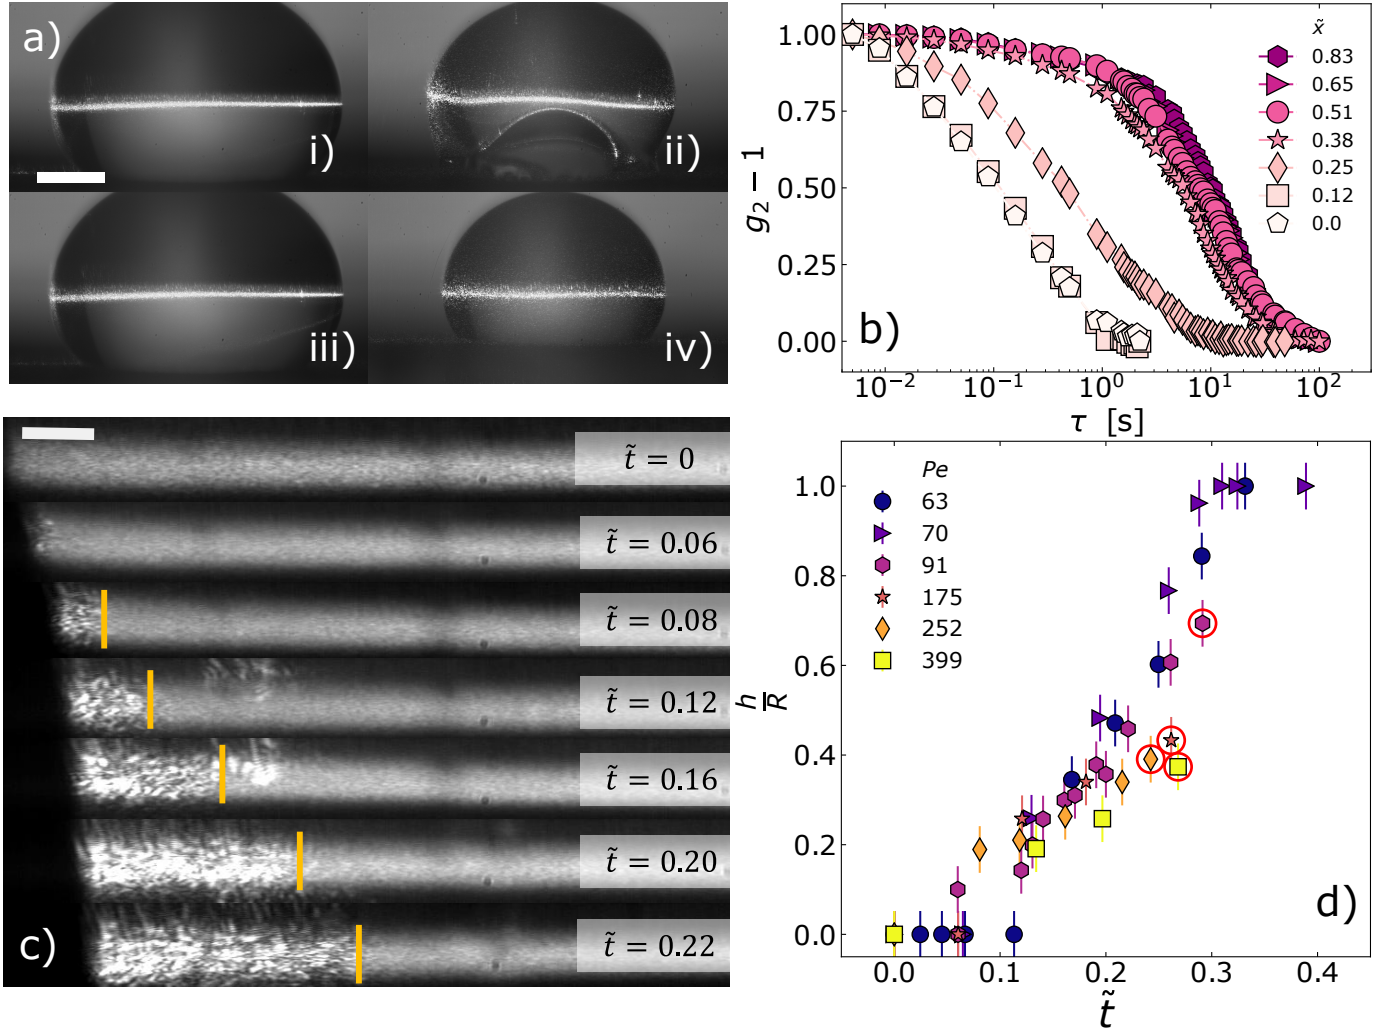 a)
i)
ii)
iii)
iv)
1.00
0.75
0.50
0.25
0.00
g₂ − 1
10⁻² 10⁻¹ 10⁰ 10¹ 10²
τ [s]
b)
x̃
0.83
0.65
0.51
0.38
0.25
0.12
0.0
c)
t̃ = 0
t̃ = 0.06
t̃ = 0.08
t̃ = 0.12
t̃ = 0.16
t̃ = 0.20
t̃ = 0.22
1.0
0.8
0.6
0.4
0.2
0.0
h/R
Pe
63
70
91
175
252
399
d)
0.0 0.1 0.2 0.3 0.4
t̃